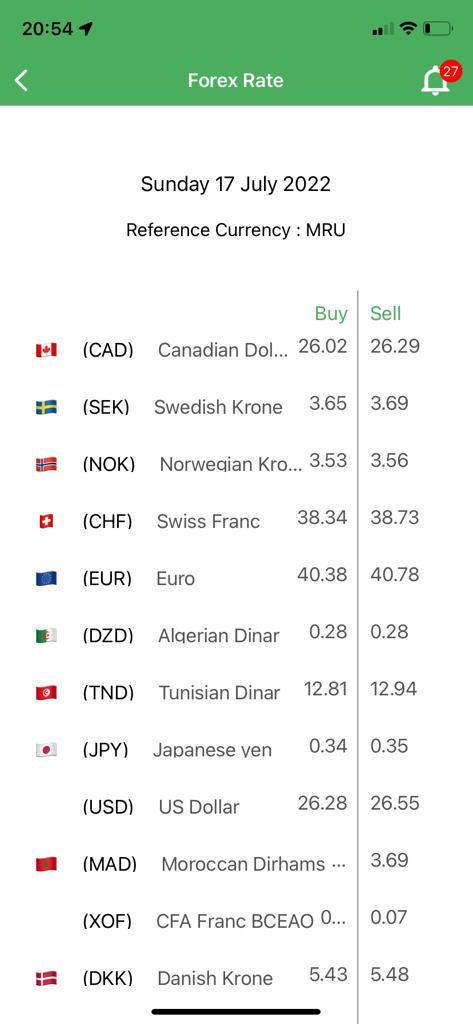 20:54
27
Forex Rate
Sunday 17 July 2022
Reference Currency : MRU
Buy Sell
(CAD) Canadian Dol... 26.02 26.29
(SEK) Swedish Krone 3.65 3.69
(NOK) Norwegian Kro... 3.53 3.56
(CHF) Swiss Franc 38.34 38.73
(EUR) Euro 40.38 40.78
(DZD) Algerian Dinar 0.28 0.28
(TND) Tunisian Dinar 12.81 12.94
(JPY) Japanese yen 0.34 0.35
(USD) US Dollar 26.28 26.55
(MAD) Moroccan Dirhams ... 3.69
(XOF) CFA Franc BCEAO 0... 0.07
(DKK) Danish Krone 5.43 5.48